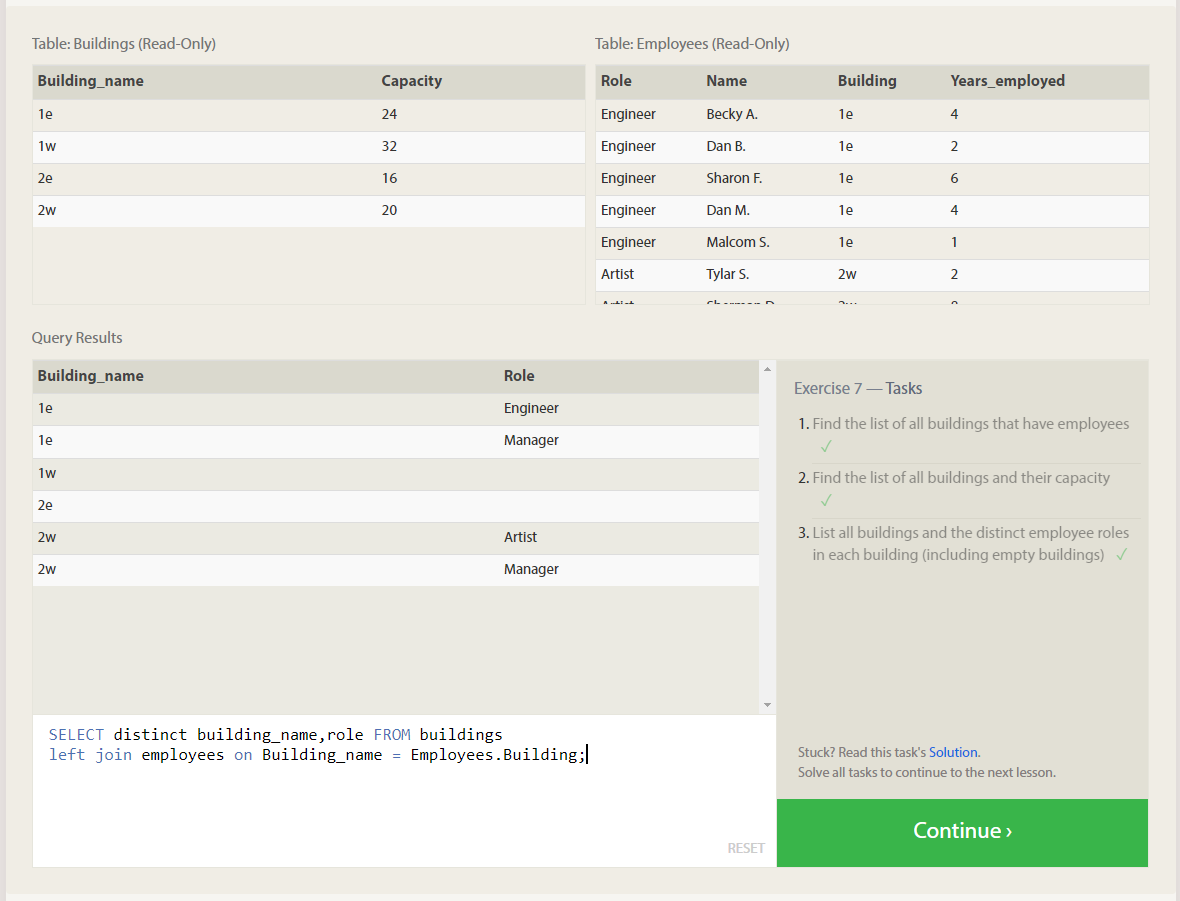 Table: Buildings (Read-Only)
Building_name Capacity
1e 24
1w 32
2e 16
2w 20
Table: Employees (Read-Only)
Role Name Building Years_employed
Engineer Becky A. 1e 4
Engineer Dan B. 1e 2
Engineer Sharon F. 1e 6
Engineer Dan M. 1e 4
Engineer Malcom S. 1e 1
Artist Tylar S. 2w 2
Query Results
Building_name Role
1e Engineer
1e Manager
1w
2e
2w Artist
2w Manager
SELECT distinct building_name,role FROM buildings
left join employees on Building_name = Employees.Building;
RESET
Exercise 7 — Tasks
1. Find the list of all buildings that have employees
✓
2. Find the list of all buildings and their capacity
✓
3. List all buildings and the distinct employee roles
in each building (including empty buildings) ✓
Stuck? Read this task's Solution.
Solve all tasks to continue to the next lesson.
Continue ›